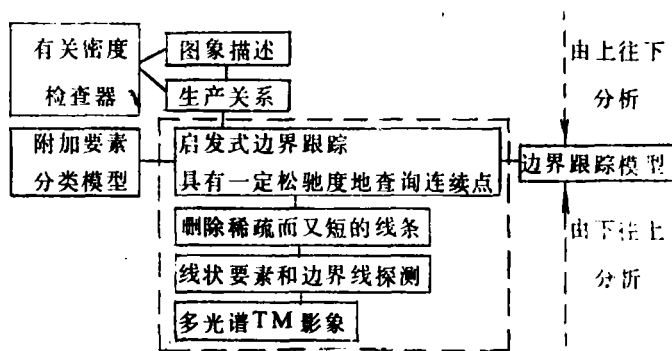 有关密度
检查器
图象描述
生产关系
由上往下
分析
附加要素
分类模型
启发式边界跟踪
具有一定松驰度地查询连续点
边界跟踪模型
删除稀疏而又短的线条
线状要素和边界线探测
多光谱TM影象
由下往上
分析